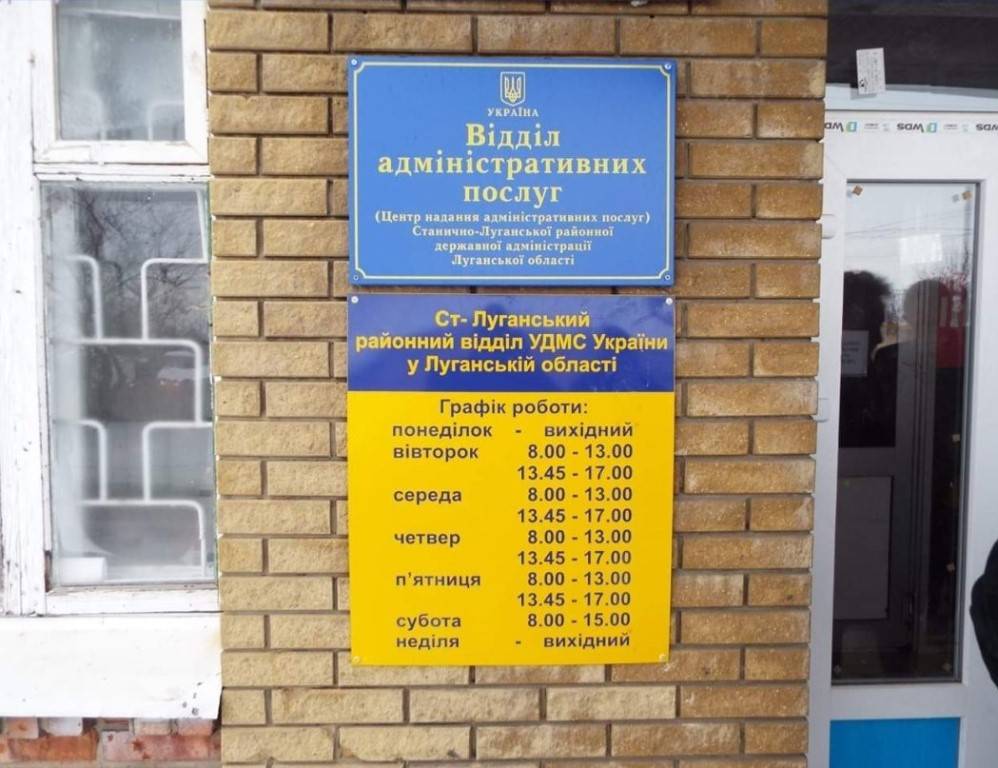 УКРАЇНА
Відділ
адміністративних
послуг
(Центр надання адміністративних послуг)
Станично-Луганської районної
державної адміністрації
Луганської області
Ст- Луганський
районний відділ УДМС України
у Луганській області
Графік роботи:
понеділок - вихідний
вівторок 8.00 - 13.00
13.45 - 17.00
середа 8.00 - 13.00
13.45 - 17.00
четвер 8.00 - 13.00
13.45 - 17.00
п'ятниця 8.00 - 13.00
13.45 - 17.00
субота 8.00 - 15.00
неділя - вихідний
WDS WDS WDS